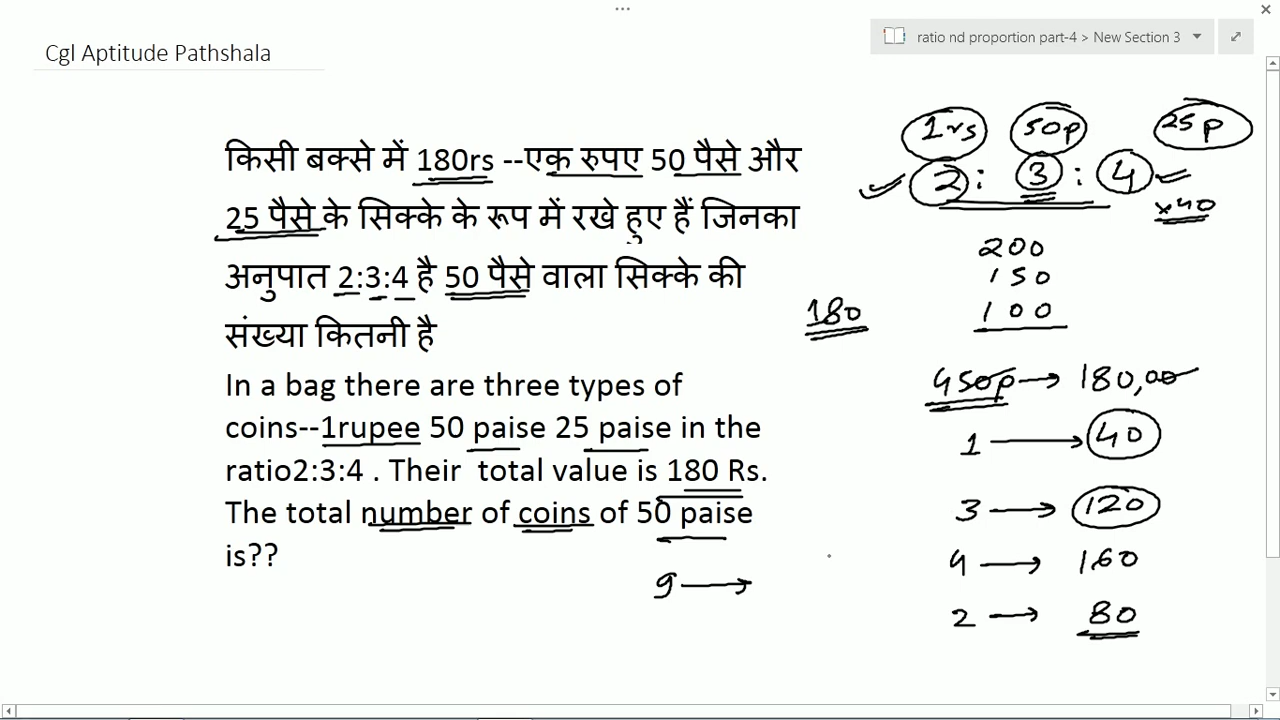 Cgl Aptitude Pathshala
ratio nd proportion part-4 > New Section 3
किसी बक्से में 180rs --एक रुपए 50 पैसे और
25 पैसे के सिक्के के रूप में रखे हुए हैं जिनका
अनुपात 2:3:4 है 50 पैसे वाला सिक्के की
संख्या कितनी है
In a bag there are three types of
coins--1rupee 50 paise 25 paise in the
ratio2:3:4 . Their total value is 180 Rs.
The total number of coins of 50 paise
is??
9 →
1rs 50p 25p
2 : 3 : 4
×40
200
150
100
180
450p → 180,00
1 → 40
3 → 120
4 → 160
2 → 80